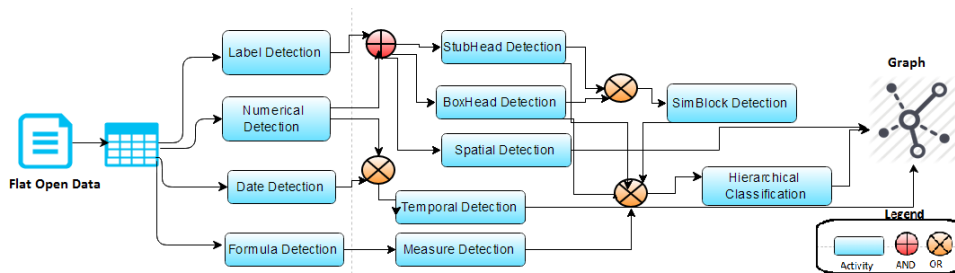 Flat Open Data
Label Detection
Numerical
Detection
Date Detection
Formula Detection
StubHead Detection
BoxHead Detection
Spatial Detection
Temporal Detection
Measure Detection
SimBlock Detection
Hierarchical
Classification
Graph
Legend
Activity
AND
OR